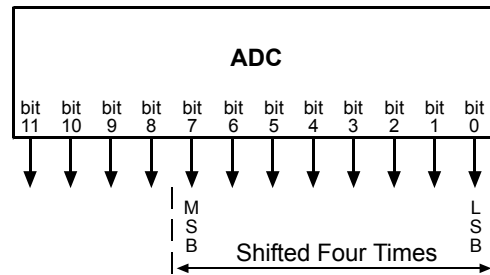 ADC
bit bit bit bit bit bit bit bit bit bit bit bit
11 10 9 8 7 6 5 4 3 2 1 0
MSB LSB
Shifted Four Times